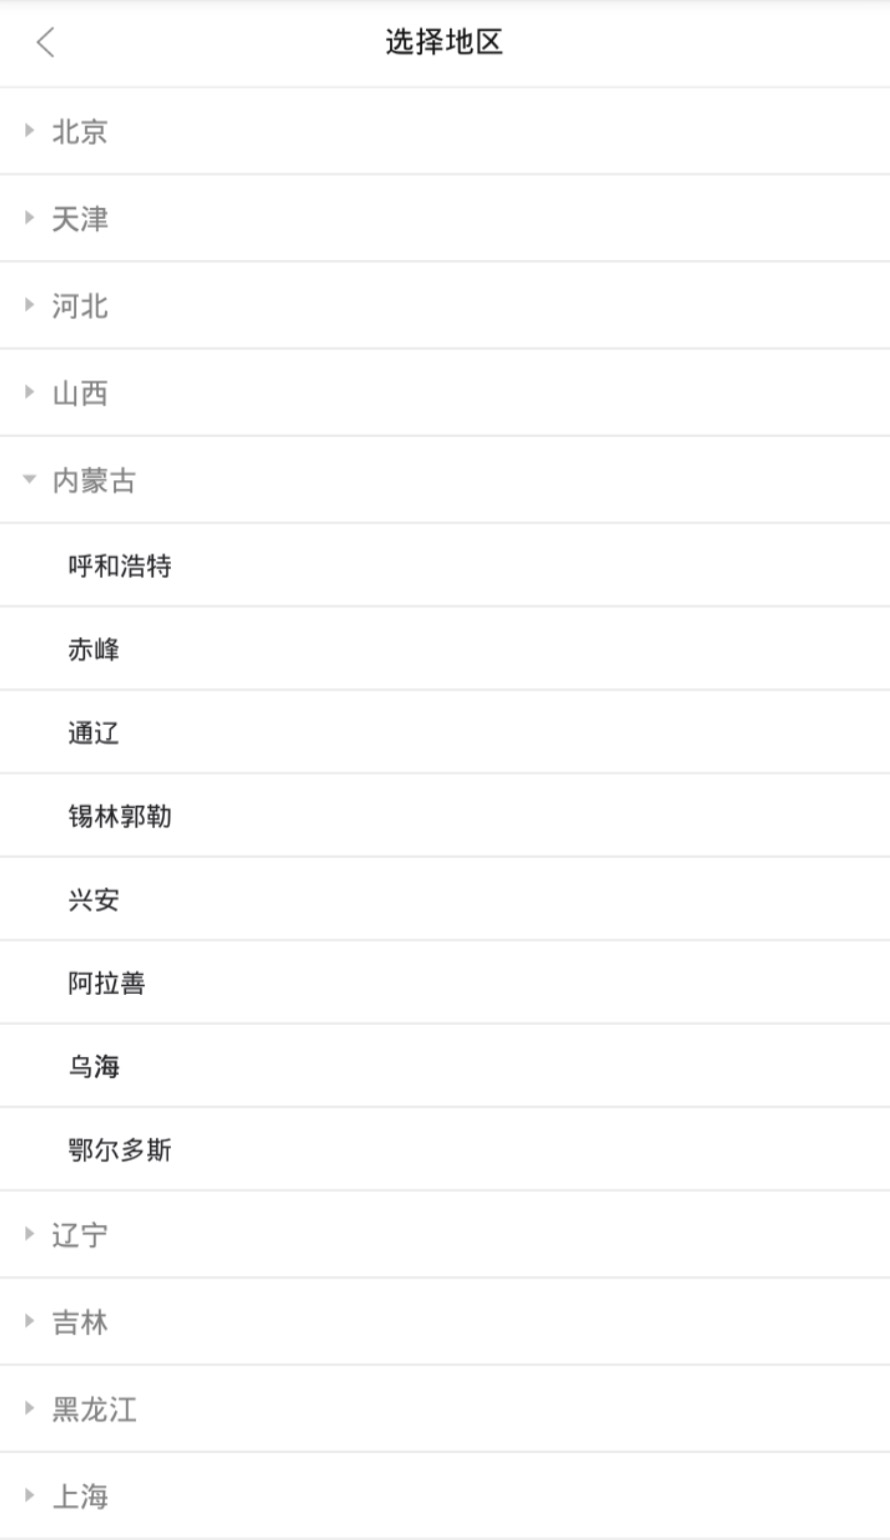 选择地区
北京
天津
河北
山西
内蒙古
呼和浩特
赤峰
通辽
锡林郭勒
兴安
阿拉善
乌海
鄂尔多斯
辽宁
吉林
黑龙江
上海